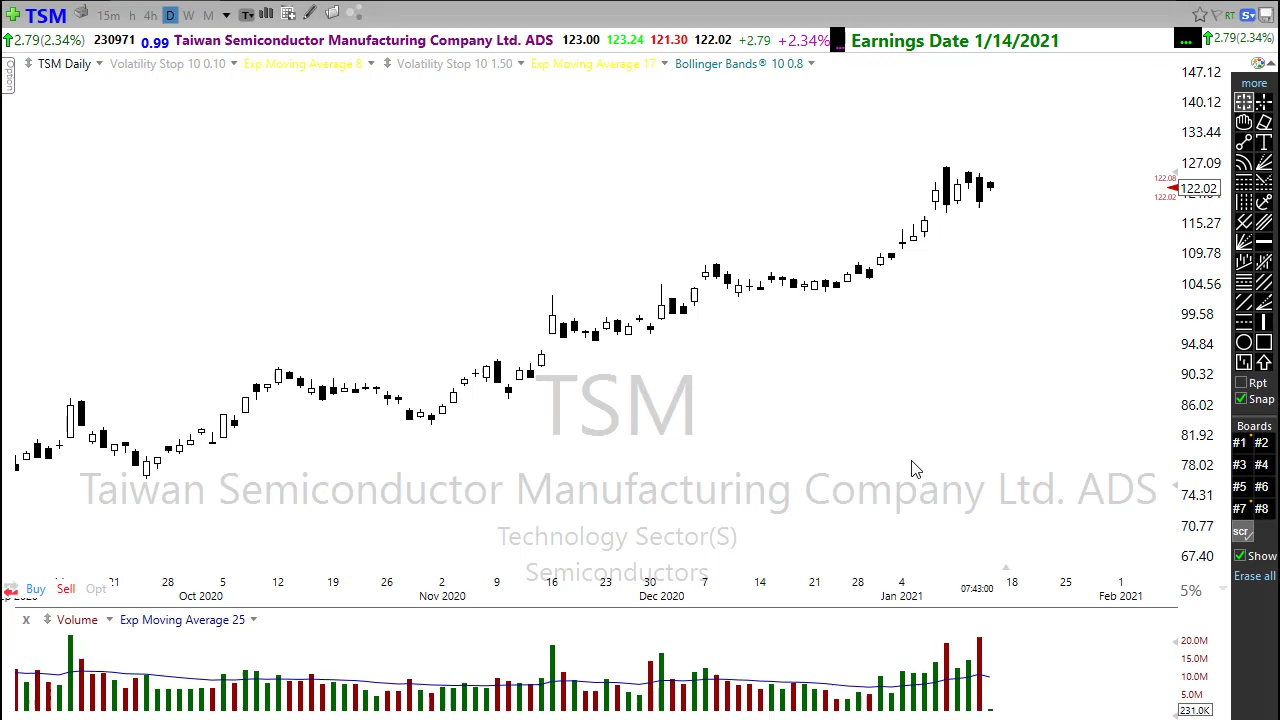 TSM 15m h 4h D W M T RT S
2.79(2.34%) 230971 0.99 Taiwan Semiconductor Manufacturing Company Ltd. ADS 123.00 123.24 121.30 122.02 +2.79 +2.34% ... Earnings Date 1/14/2021 ... 2.79(2.34%)
Option
TSM Daily Volatility Stop 10 0.10 Exp Moving Average 8 Volatility Stop 10 1.50 Exp Moving Average 17 Bollinger Bands® 10 0.8
147.12
140.12
133.44
127.09
122.08
122.02
122.02
115.27
109.78
104.56
99.58
94.84
90.32
86.02
81.92
78.02
74.31
70.77
67.40
5%
more
T
Rpt
Snap
Boards
#1 #2
#3 #4
#5 #6
#7 #8
scr
Show
Erase all
TSM
Taiwan Semiconductor Manufacturing Company Ltd. ADS
Technology Sector(S)
Semiconductors
Buy Sell Opt
28 5 12 19 26 2 9 16 23 30 7 14 21 28 4 07:43:00 18 25 1
Oct 2020 Nov 2020 Dec 2020 Jan 2021 Feb 2021
x Volume Exp Moving Average 25
20.0M
15.0M
10.0M
5.0M
231.0K